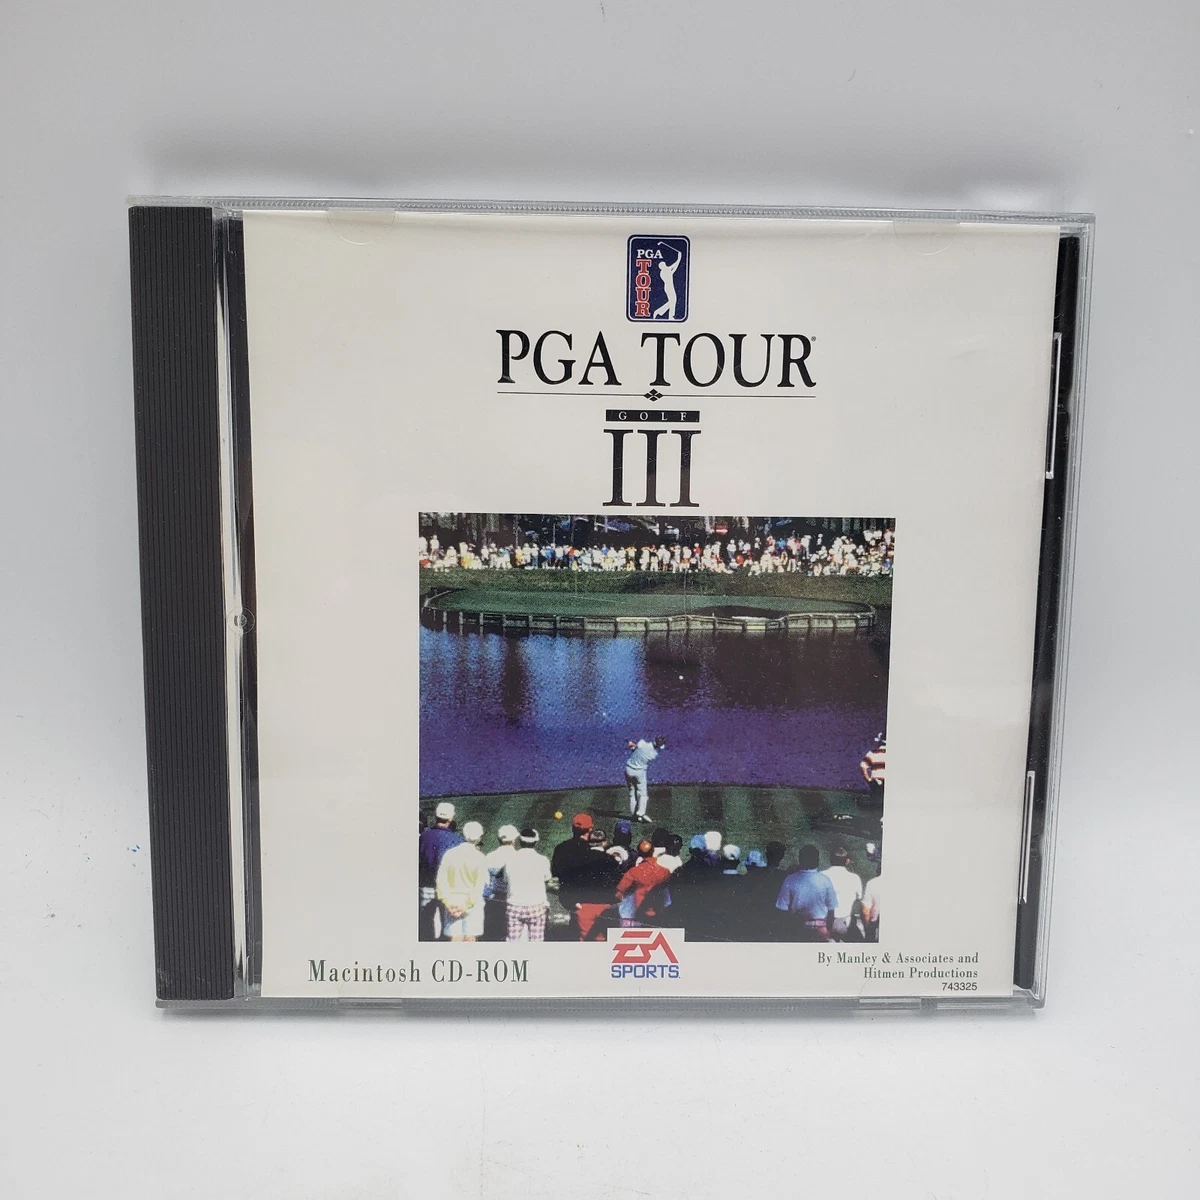 PGA
TOUR
PGA TOUR®
GOLF
III
EA
SPORTS
Macintosh CD-ROM
By Manley & Associates and
Hitmen Productions
743325